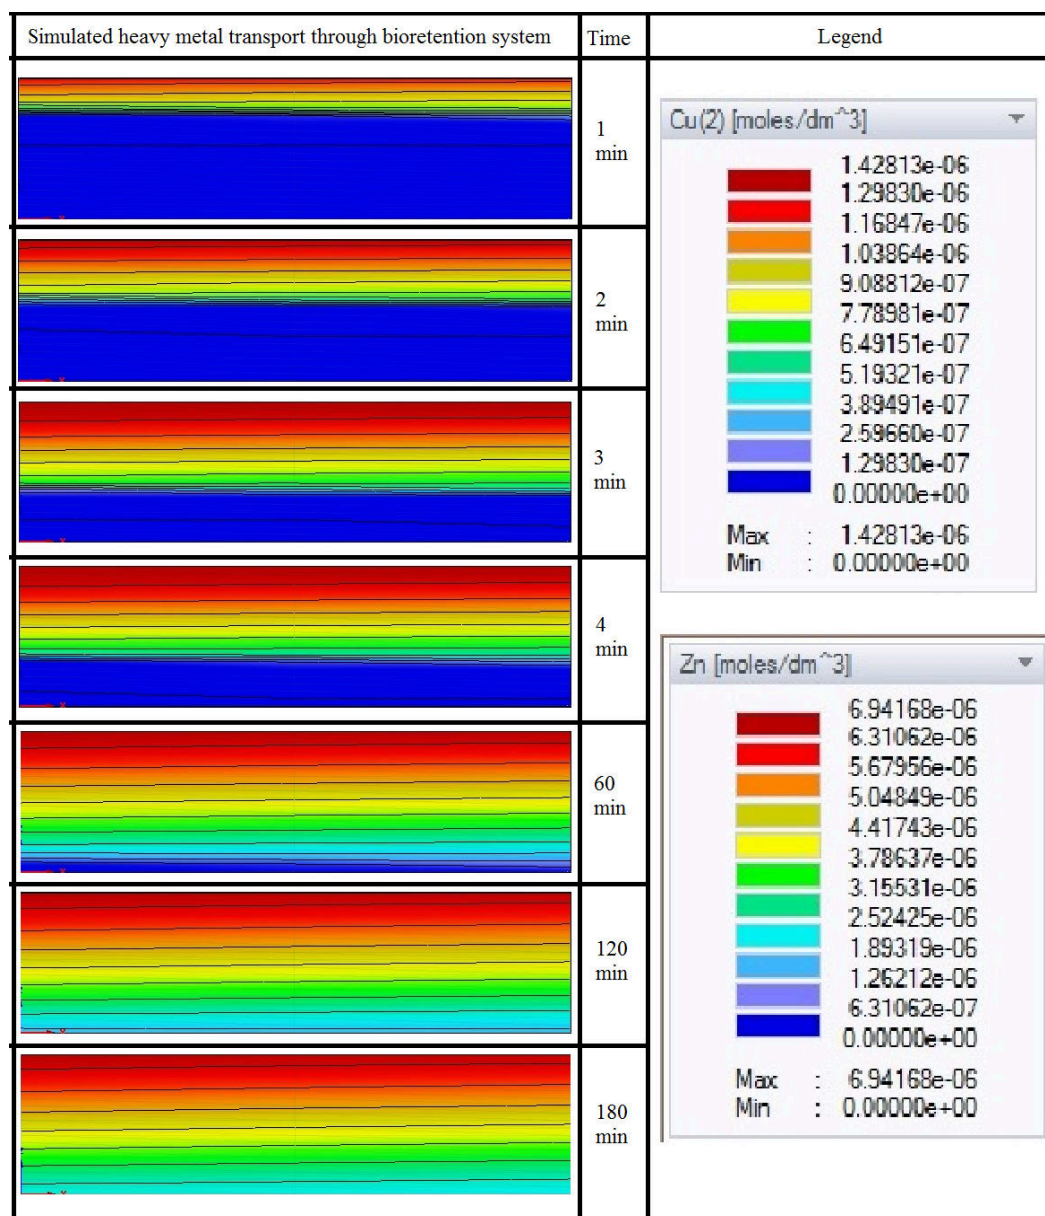 Simulated heavy metal transport through bioretention system Time Legend
1
min
2
min
3
min
4
min
60
min
120
min
180
min
Cu(2) [moles/dm^3]
1.42813e-06
1.29830e-06
1.16847e-06
1.03864e-06
9.08812e-07
7.78981e-07
6.49151e-07
5.19321e-07
3.89491e-07
2.59660e-07
1.29830e-07
0.00000e+00
Max : 1.42813e-06
Min : 0.00000e+00
Zn [moles/dm^3]
6.94168e-06
6.31062e-06
5.67956e-06
5.04849e-06
4.41743e-06
3.78637e-06
3.15531e-06
2.52425e-06
1.89319e-06
1.26212e-06
6.31062e-07
0.00000e+00
Max : 6.94168e-06
Min : 0.00000e+00